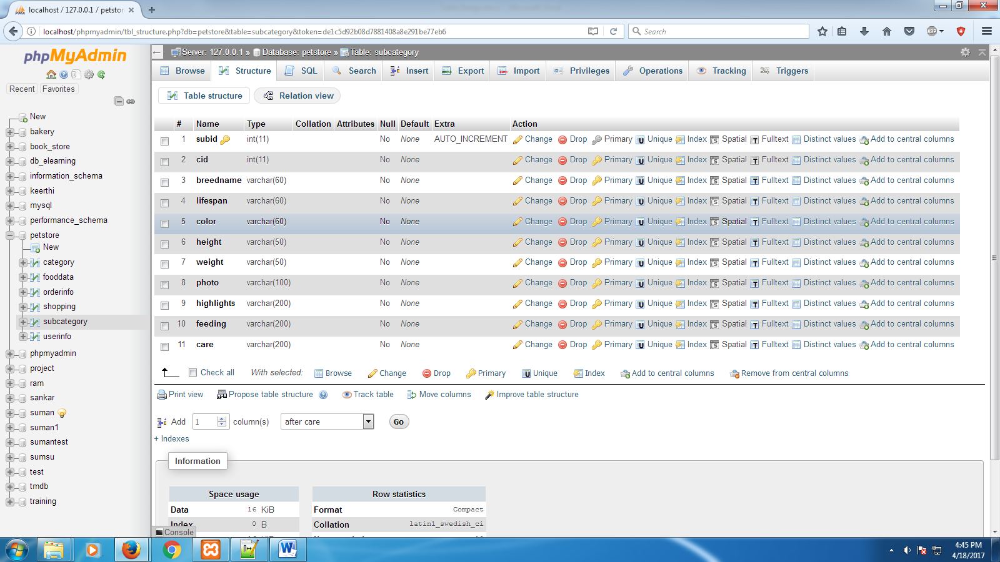 localhost / 127.0.0.1 / petstor
localhost/phpmyadmin/tbl_structure.php?db=petstore&table=subcategory&token=de1c5d92b08d7881408a8e291be77eb6
Search
ABP
phpMyAdmin
Recent Favorites
New
bakery
book_store
db_elearning
information_schema
keerthi
mysql
performance_schema
petstore
New
category
fooddata
orderinfo
shopping
subcategory
userinfo
phpmyadmin
project
ram
sankar
suman
suman1
sumantest
sumsu
test
tmdb
training
Server: 127.0.0.1 » Database: petstore » Table: subcategory
Browse Structure SQL Search Insert Export Import Privileges Operations Tracking Triggers
Table structure Relation view
# Name Type Collation Attributes Null Default Extra Action
1 subid int(11) No None AUTO_INCREMENT Change Drop Primary Unique Index Spatial Fulltext Distinct values Add to central columns
2 cid int(11) No None Change Drop Primary Unique Index Spatial Fulltext Distinct values Add to central columns
3 breedname varchar(60) No None Change Drop Primary Unique Index Spatial Fulltext Distinct values Add to central columns
4 lifespan varchar(60) No None Change Drop Primary Unique Index Spatial Fulltext Distinct values Add to central columns
5 color varchar(60) No None Change Drop Primary Unique Index Spatial Fulltext Distinct values Add to central columns
6 height varchar(50) No None Change Drop Primary Unique Index Spatial Fulltext Distinct values Add to central columns
7 weight varchar(50) No None Change Drop Primary Unique Index Spatial Fulltext Distinct values Add to central columns
8 photo varchar(100) No None Change Drop Primary Unique Index Spatial Fulltext Distinct values Add to central columns
9 highlights varchar(200) No None Change Drop Primary Unique Index Spatial Fulltext Distinct values Add to central columns
10 feeding varchar(200) No None Change Drop Primary Unique Index Spatial Fulltext Distinct values Add to central columns
11 care varchar(200) No None Change Drop Primary Unique Index Spatial Fulltext Distinct values Add to central columns
Check all With selected: Browse Change Drop Primary Unique Index Add to central columns Remove from central columns
Print view Propose table structure Track table Move columns Improve table structure
Add 1 column(s) after care Go
+ Indexes
Information
Space usage
Data 16 KiB
Index 0 B
Row statistics
Format Compact
Collation latin1_swedish_ci
Console
4:45 PM
4/18/2017